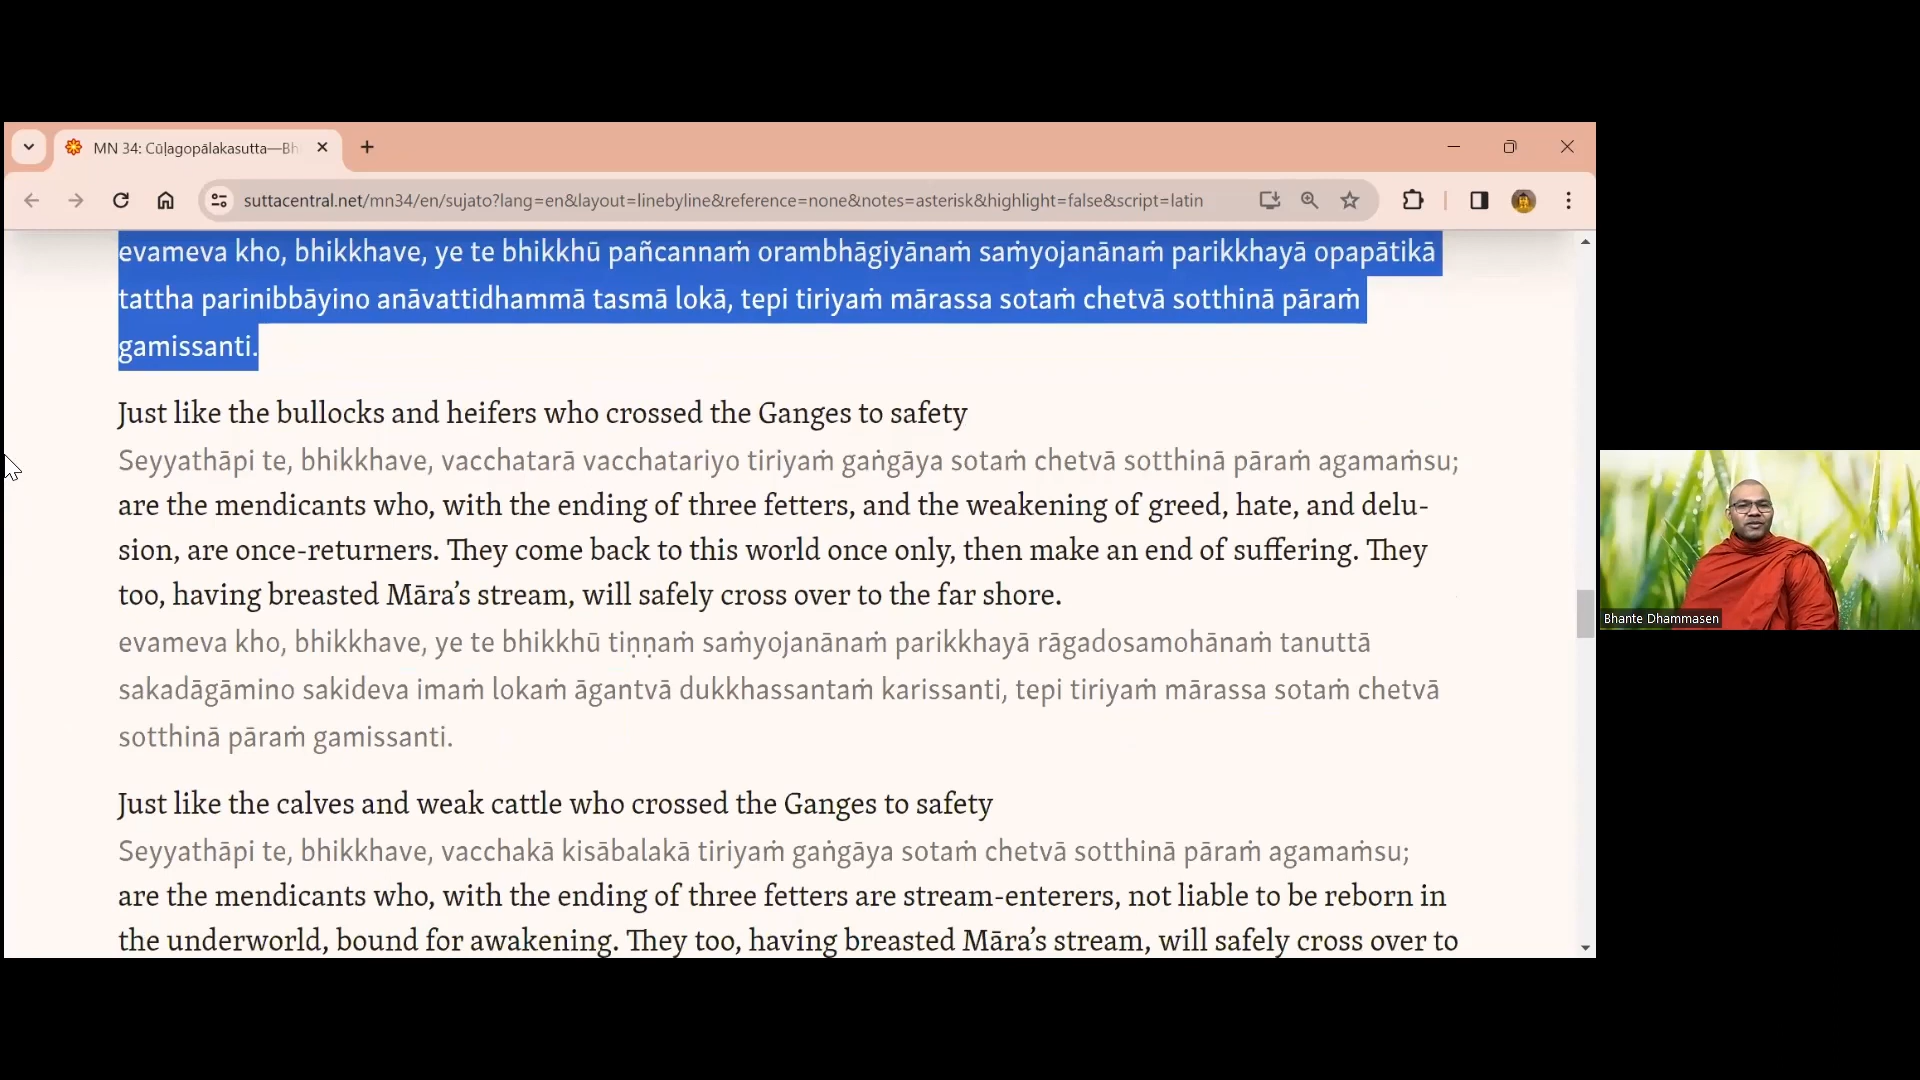 MN 34: Cūḷagopālakasutta—Bh
suttacentral.net/mn34/en/sujato?lang=en&layout=linebyline&reference=none&notes=asterisk&highlight=false&script=latin
evameva kho, bhikkhave, ye te bhikkhū pañcannaṁ orambhāgiyānaṁ saṁyojanānaṁ parikkhayā opapātikā
tattha parinibbāyino anāvattidhammā tasmā lokā, tepi tiriyaṁ mārassa sotaṁ chetvā sotthinā pāraṁ
gamissanti.
Just like the bullocks and heifers who crossed the Ganges to safety
Seyyathāpi te, bhikkhave, vacchatarā vacchatariyo tiriyaṁ gaṅgāya sotaṁ chetvā sotthinā pāraṁ agamaṁsu;
are the mendicants who, with the ending of three fetters, and the weakening of greed, hate, and delu-
sion, are once-returners. They come back to this world once only, then make an end of suffering. They
too, having breasted Māra’s stream, will safely cross over to the far shore.
evameva kho, bhikkhave, ye te bhikkhū tiṇṇaṁ saṁyojanānaṁ parikkhayā rāgadosamohānaṁ tanuttā
sakadāgāmino sakideva imaṁ lokaṁ āgantvā dukkhassantaṁ karissanti, tepi tiriyaṁ mārassa sotaṁ chetvā
sotthinā pāraṁ gamissanti.
Just like the calves and weak cattle who crossed the Ganges to safety
Seyyathāpi te, bhikkhave, vacchakā kisābalakā tiriyaṁ gaṅgāya sotaṁ chetvā sotthinā pāraṁ agamaṁsu;
are the mendicants who, with the ending of three fetters are stream-enterers, not liable to be reborn in
the underworld, bound for awakening. They too, having breasted Māra’s stream, will safely cross over to
Bhante Dhammasen